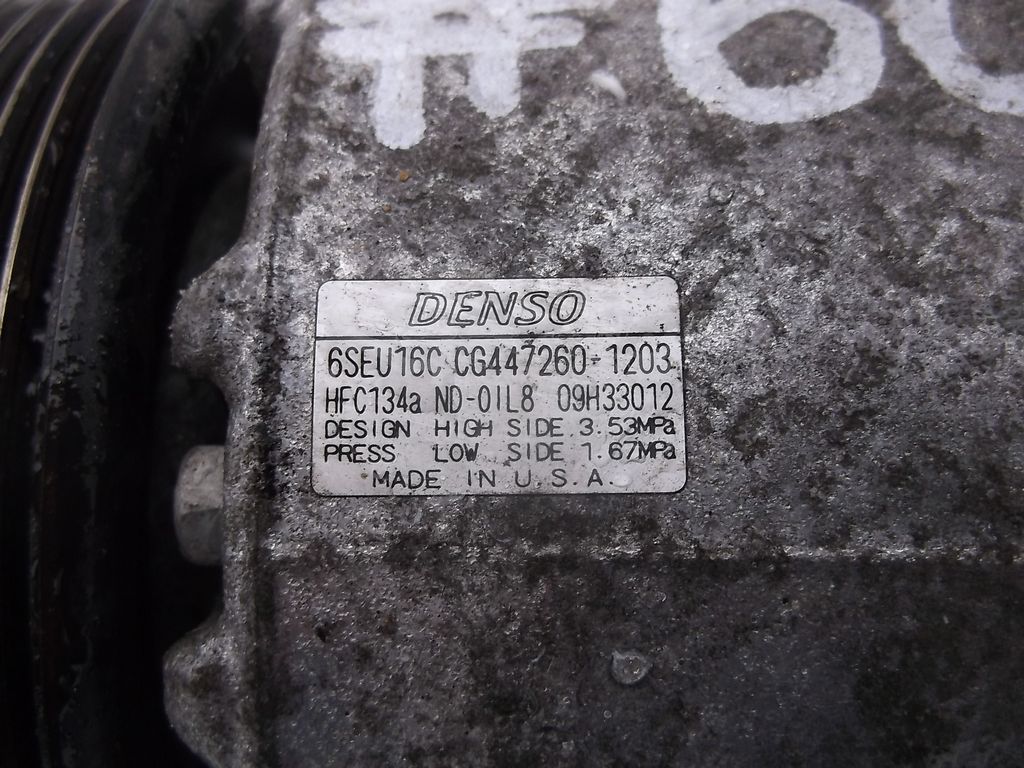 DENSO
6SEU16C CG447260-1203
HFC134a ND-OIL8 09H33012
DESIGN HIGH SIDE 3.53MPa
PRESS LOW SIDE 1.67MPa
MADE IN U.S.A.